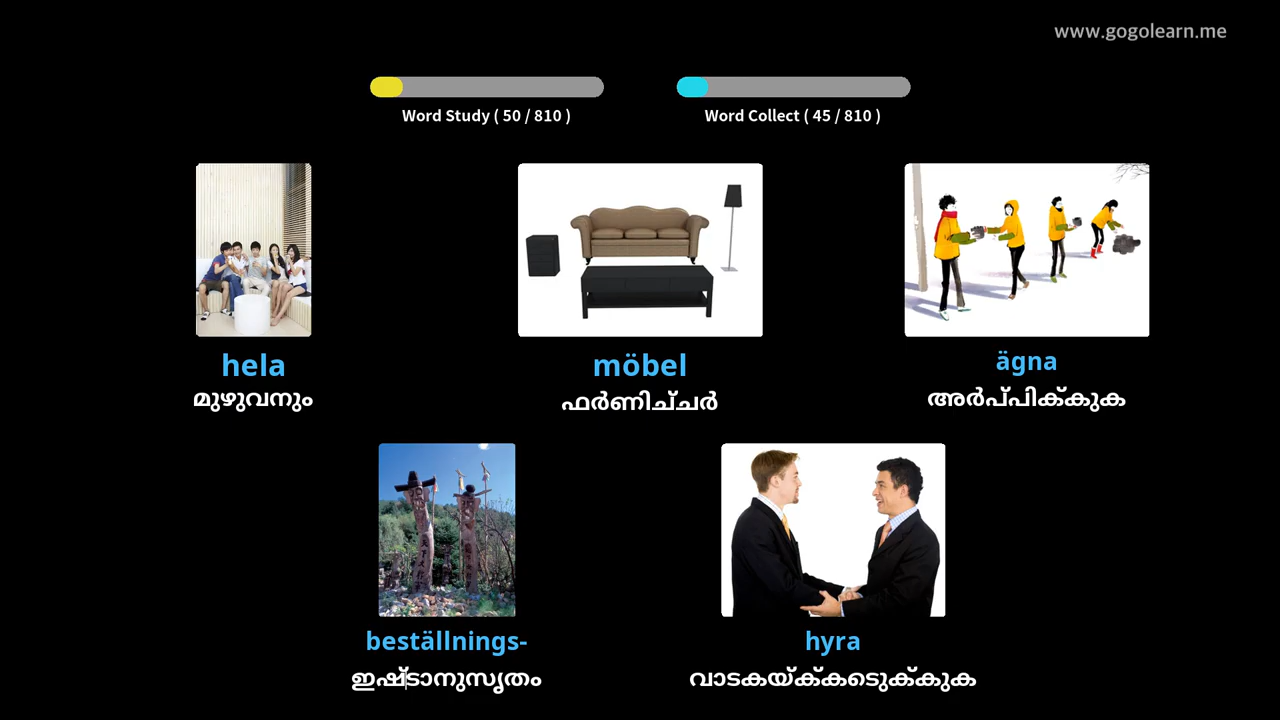 www.gogolearn.me
Word Study ( 50 / 810 )
Word Collect ( 45 / 810 )
hela
മുഴുവനും
möbel
ഫർണിച്ചർ
ägna
അർപ്പിക്കുക
beställnings-
ഇഷ്ടാനുസൃതം
hyra
വാടകയ്ക്കടുെക്കുക